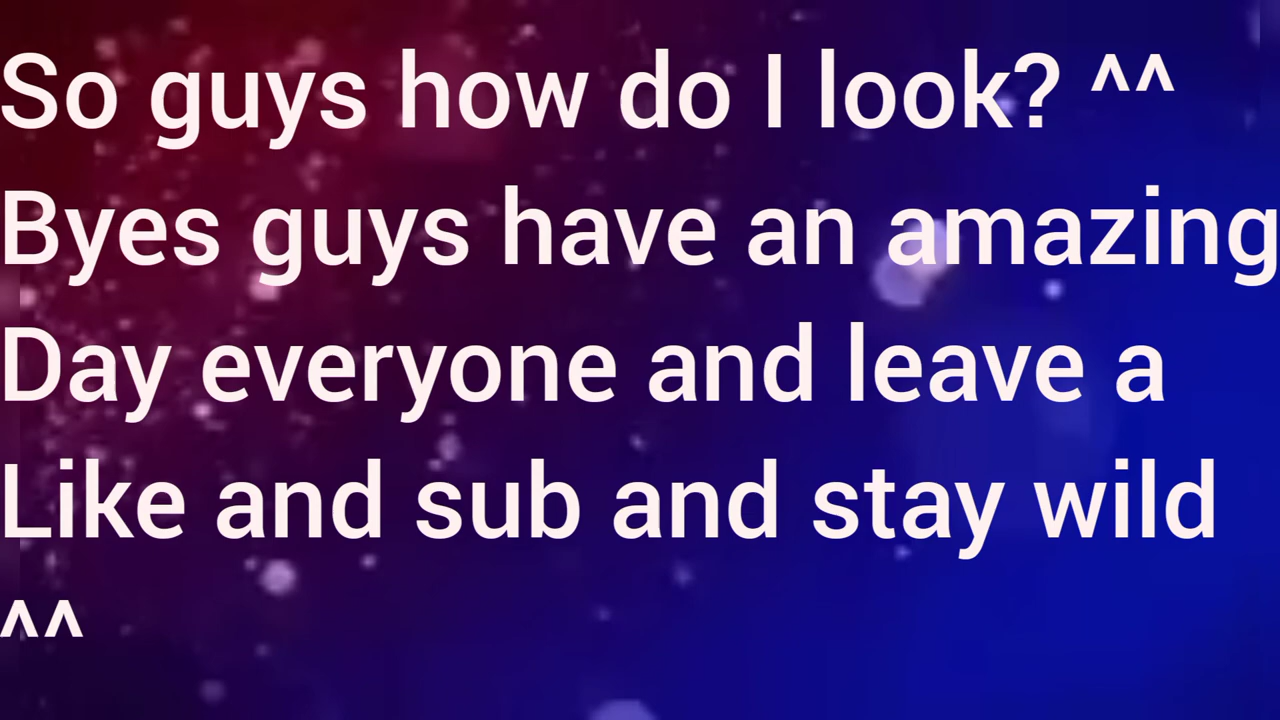 So guys how do I look? ^^
Byes guys have an amazing
Day everyone and leave a
Like and sub and stay wild
^^